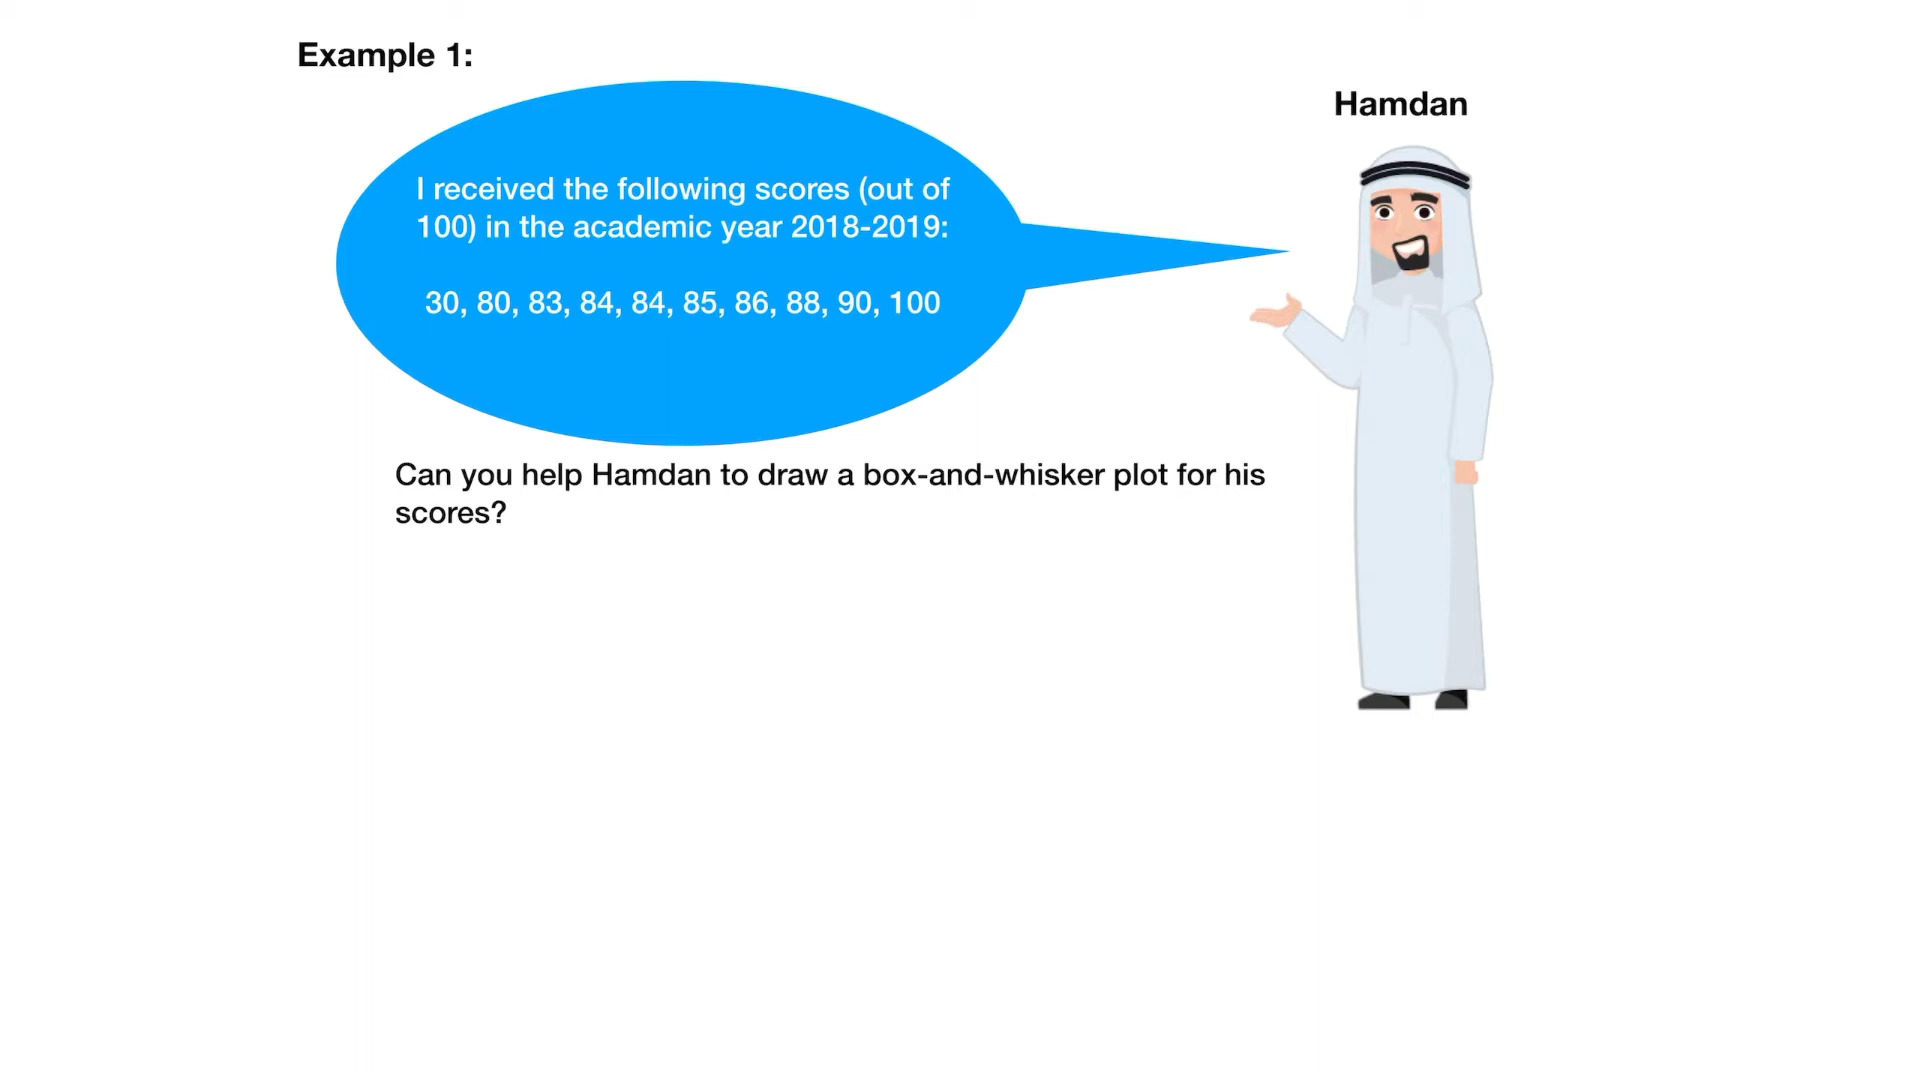 Example 1:
Hamdan
I received the following scores (out of
100) in the academic year 2018-2019:
30, 80, 83, 84, 84, 85, 86, 88, 90, 100
Can you help Hamdan to draw a box-and-whisker plot for his
scores?